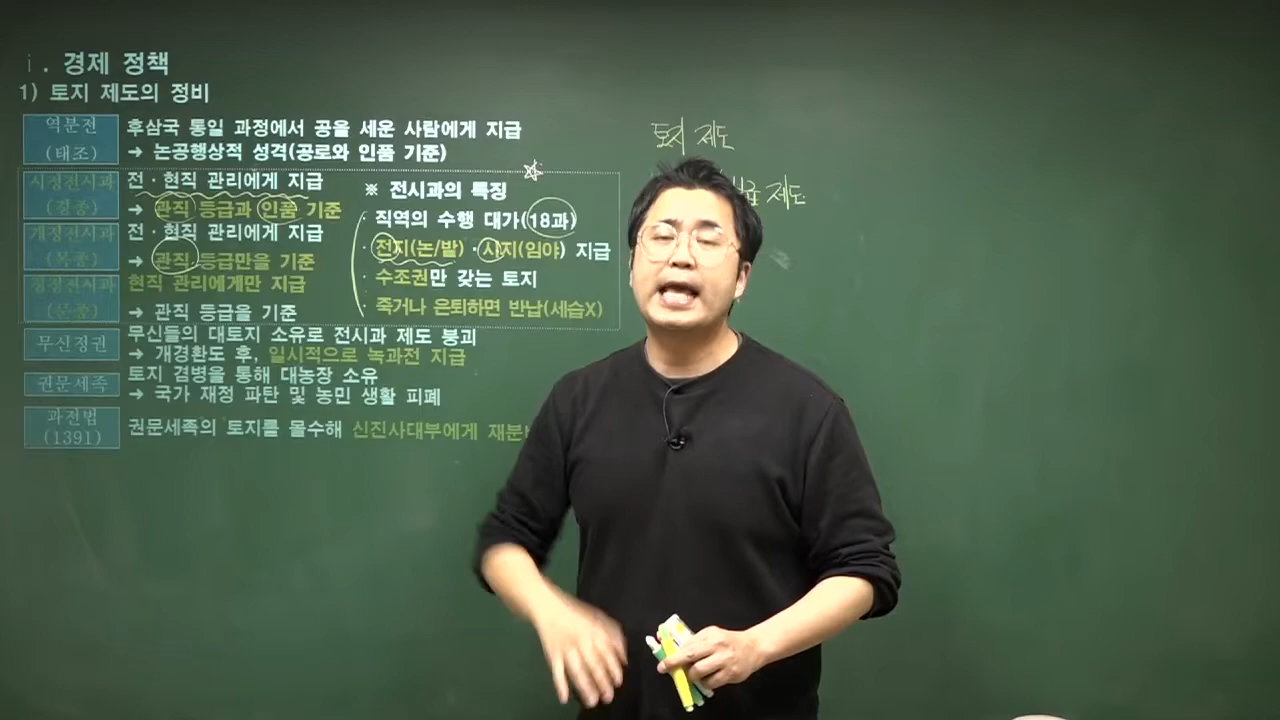 i. 경제 정책
1) 토지 제도의 정비
역분전
(태조)
후삼국 통일 과정에서 공을 세운 사람에게 지급
→ 논공행상적 성격(공로와 인품 기준)
시정전시과
(경종)
전·현직 관리에게 지급
→ 관직 등급과 인품 기준
개정전시과
(목종)
전·현직 관리에게 지급
→ 관직 등급만을 기준
경정전시과
(문종)
현직 관리에게만 지급
→ 관직 등급을 기준
※ 전시과의 특징
· 직역의 수행 대가(18과)
· 전지(논/밭)·시지(임야) 지급
· 수조권만 갖는 토지
· 죽거나 은퇴하면 반납(세습X)
무신정권
무신들의 대토지 소유로 전시과 제도 붕괴
→ 개경환도 후, 일시적으로 녹과전 지급
권문세족
토지 겸병을 통해 대농장 소유
→ 국가 재정 파탄 및 농민 생활 피폐
과전법
(1391)
권문세족의 토지를 몰수해 신진사대부에게 재분
토지 제도
제도